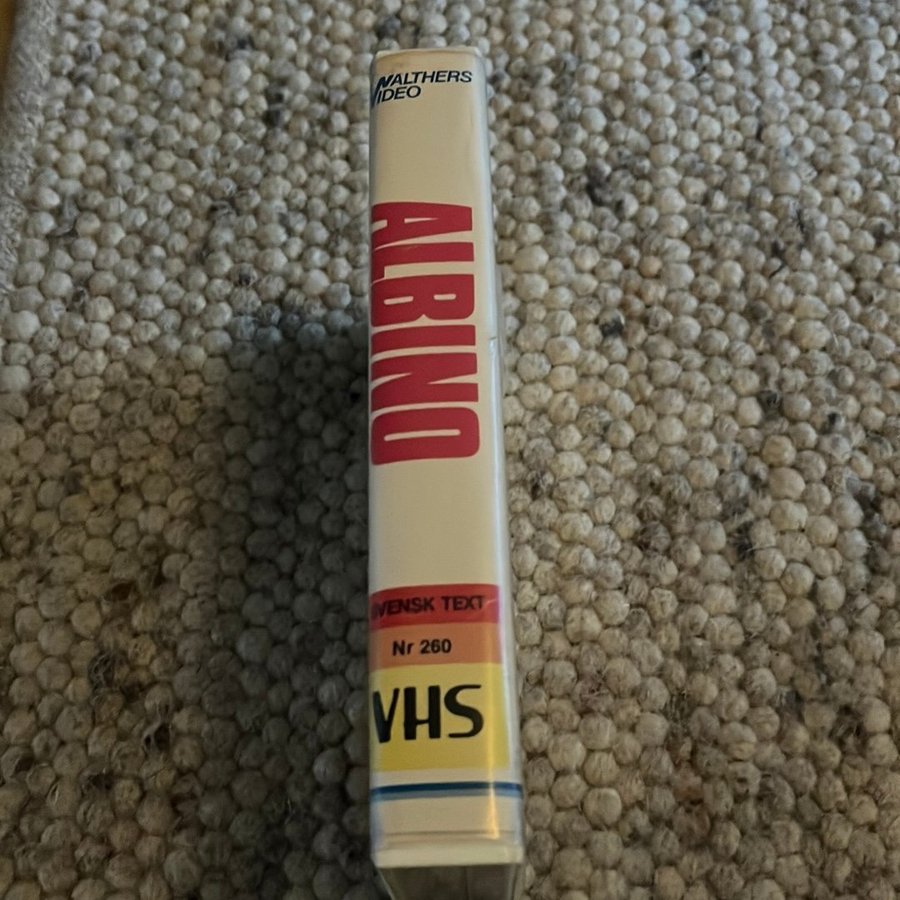 WALTHERS
VIDEO
ALBINO
SVENSK TEXT
Nr 260
VHS